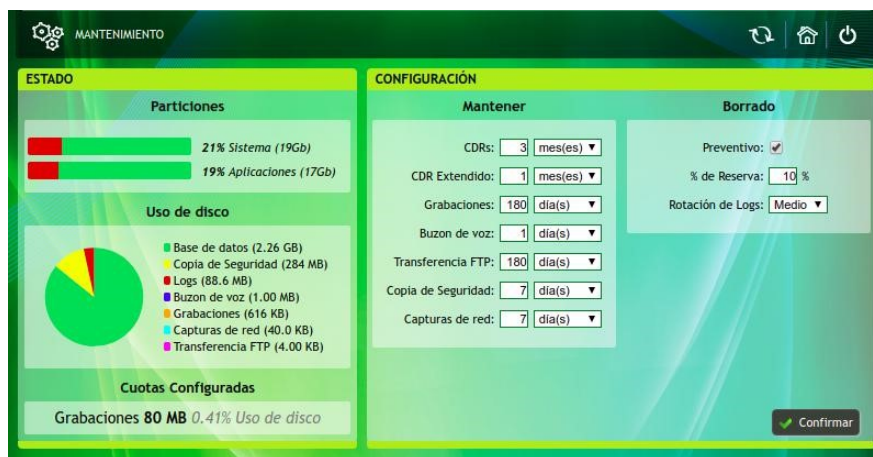 MANTENIMIENTO
ESTADO
Particiones
21% Sistema (19Gb)
19% Aplicaciones (17Gb)
Uso de disco
Base de datos (2.26 GB)
Copia de Seguridad (284 MB)
Logs (88.6 MB)
Buzon de voz (1.00 MB)
Grabaciones (616 KB)
Capturas de red (40.0 KB)
Transferencia FTP (4.00 KB)
Cuotas Configuradas
Grabaciones 80 MB 0.41% Uso de disco
CONFIGURACIÓN
Mantener
CDRs: 3 mes(es)
CDR Extendido: 1 mes(es)
Grabaciones: 180 día(s)
Buzon de voz: 1 día(s)
Transferencia FTP: 180 día(s)
Copia de Seguridad: 7 día(s)
Capturas de red: 7 día(s)
Borrado
Preventivo:
% de Reserva: 10 %
Rotación de Logs: Medio
Confirmar